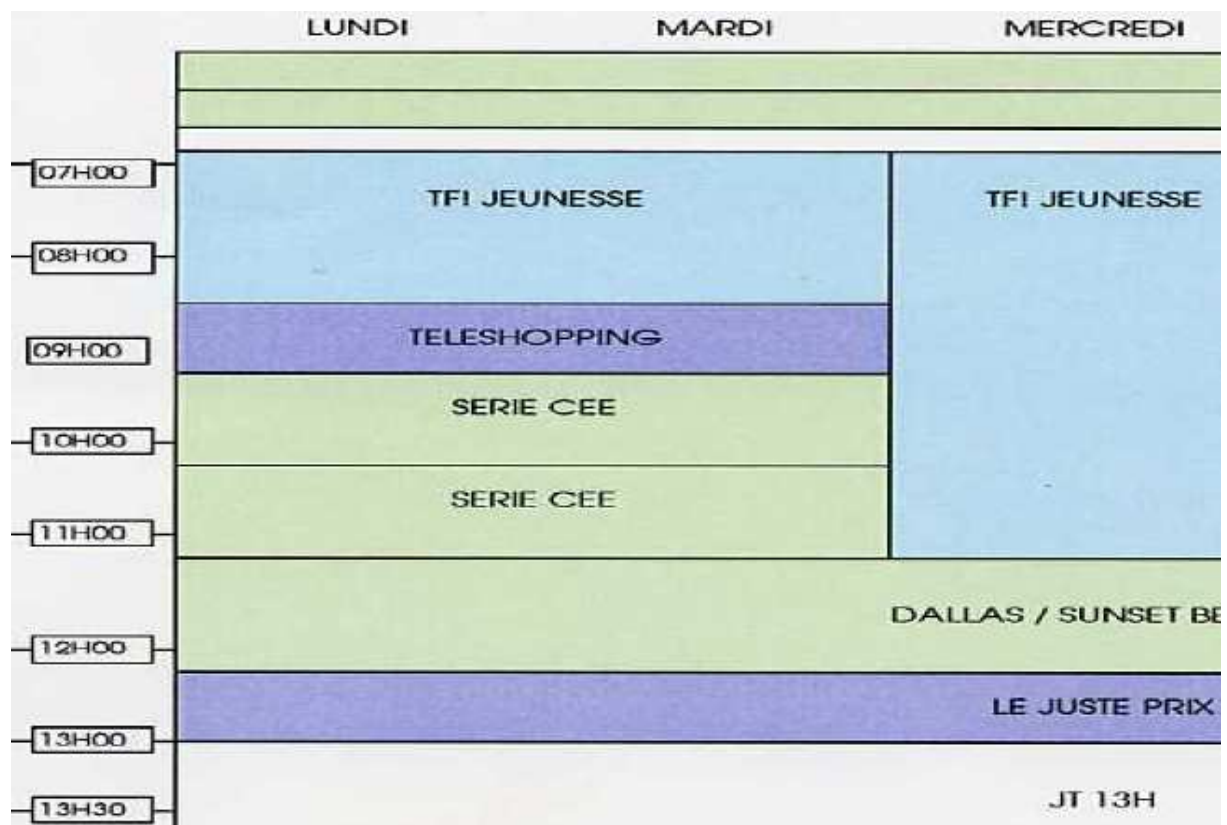 LUNDI MARDI MERCREDI
07H00
TF1 JEUNESSE TF1 JEUNESSE
08H00
TELESHOPPING
09H00
SERIE CEE
10H00
SERIE CEE
11H00
DALLAS / SUNSET BE
12H00
LE JUSTE PRIX
13H00
JT 13H
13H30